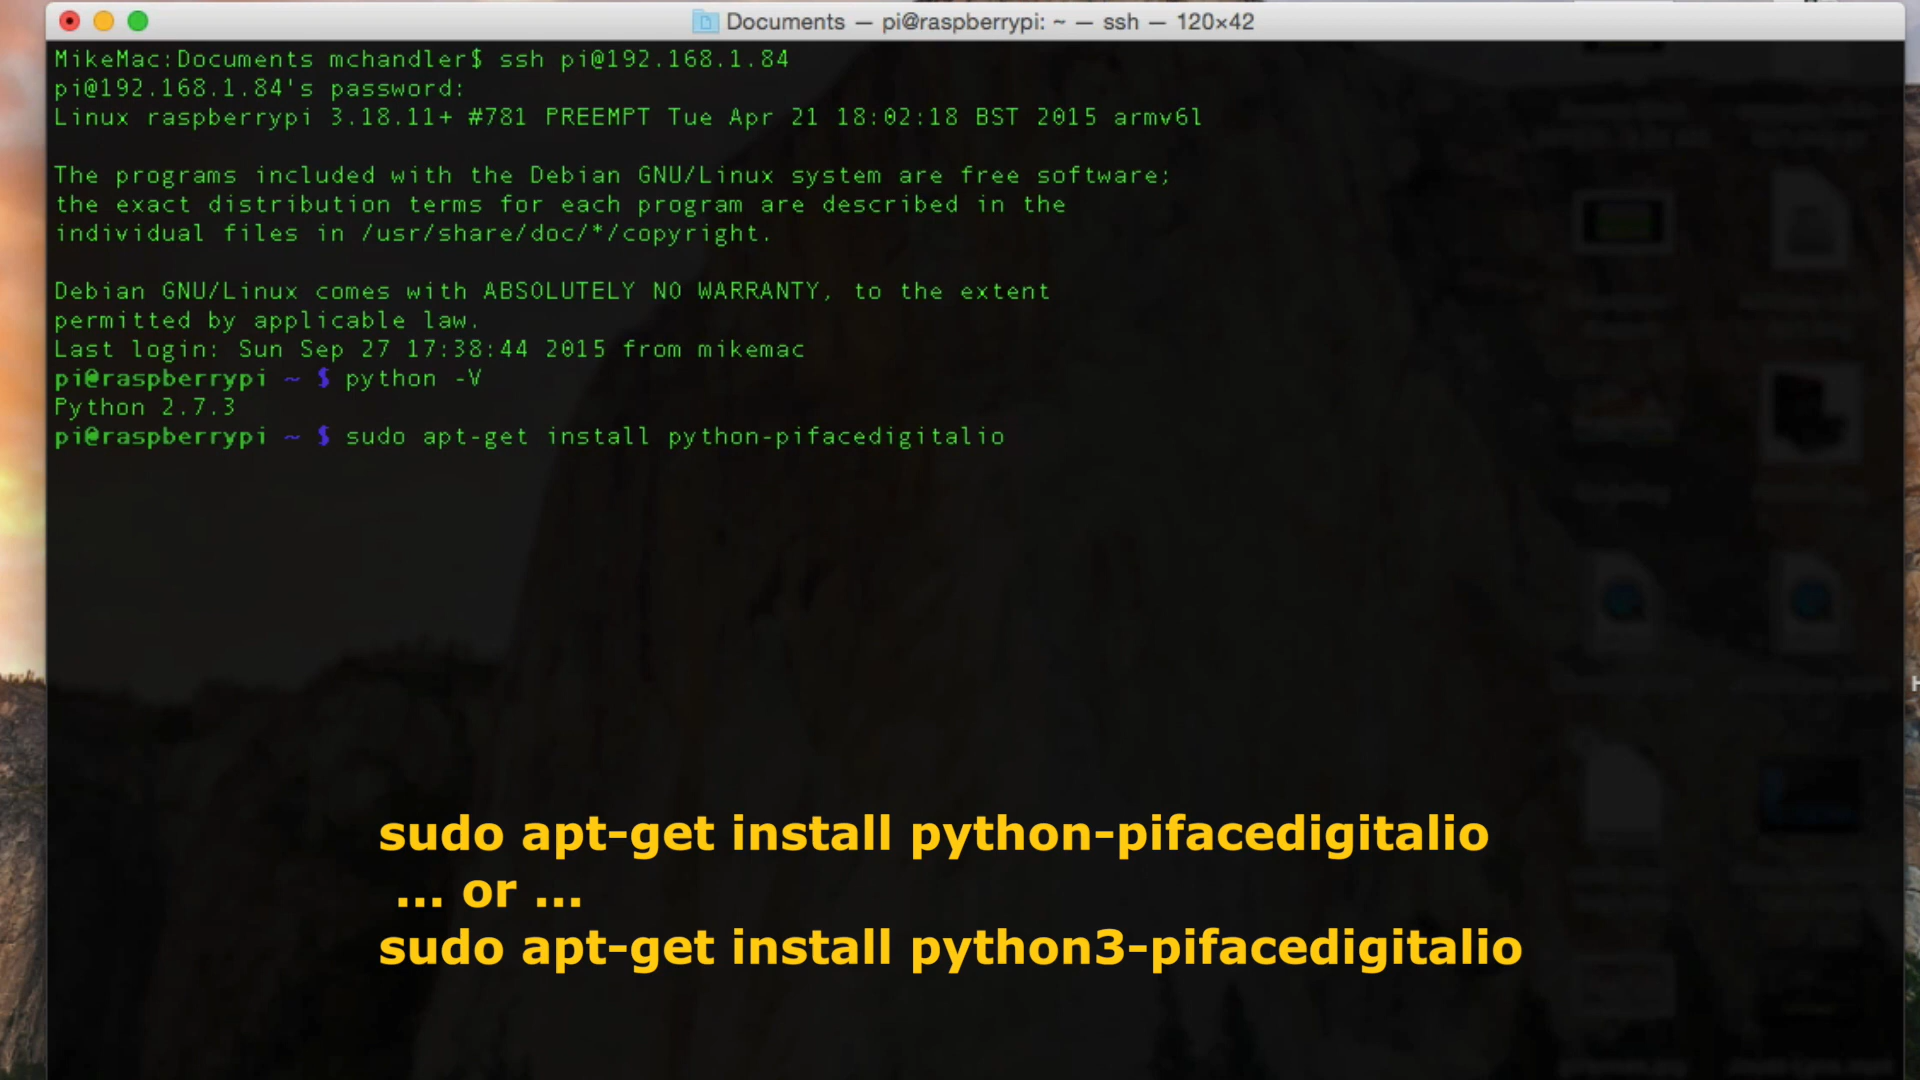 Documents — pi@raspberrypi: ~ — ssh — 120×42
MikeMac:Documents mchandler$ ssh pi@192.168.1.84
pi@192.168.1.84's password:
Linux raspberrypi 3.18.11+ #781 PREEMPT Tue Apr 21 18:02:18 BST 2015 armv6l
The programs included with the Debian GNU/Linux system are free software;
the exact distribution terms for each program are described in the
individual files in /usr/share/doc/*/copyright.
Debian GNU/Linux comes with ABSOLUTELY NO WARRANTY, to the extent
permitted by applicable law.
Last login: Sun Sep 27 17:38:44 2015 from mikemac
pi@raspberrypi ~ $ python -V
Python 2.7.3
pi@raspberrypi ~ $ sudo apt-get install python-pifacedigitalio
sudo apt-get install python-pifacedigitalio
... or ...
sudo apt-get install python3-pifacedigitalio